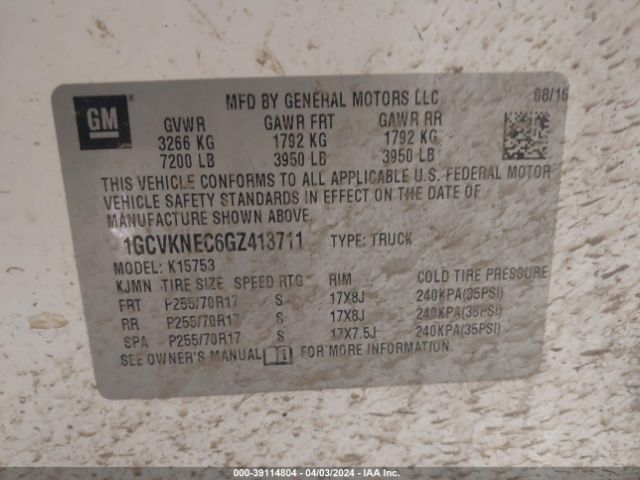 GM
MFD BY GENERAL MOTORS LLC 08/16
GVWR GAWR FRT GAWR RR
3266 KG 1792 KG 1792 KG
7200 LB 3950 LB 3950 LB
THIS VEHICLE CONFORMS TO ALL APPLICABLE U.S. FEDERAL MOTOR
VEHICLE SAFETY STANDARDS IN EFFECT ON THE DATE OF
MANUFACTURE SHOWN ABOVE.
1GCVKNEC6GZ413711 TYPE: TRUCK
MODEL: K15753
KJMN TIRE SIZE SPEED RTG RIM COLD TIRE PRESSURE
FRT P255/70R17 S 17X8J 240KPA(35PSI)
RR P255/70R17 S 17X8J 240KPA(35PSI)
SPA P255/70R17 S 17X7.5J 240KPA(35PSI)
SEE OWNER'S MANUAL FOR MORE INFORMATION.
000-39114804 - 04/03/2024 - IAA Inc.